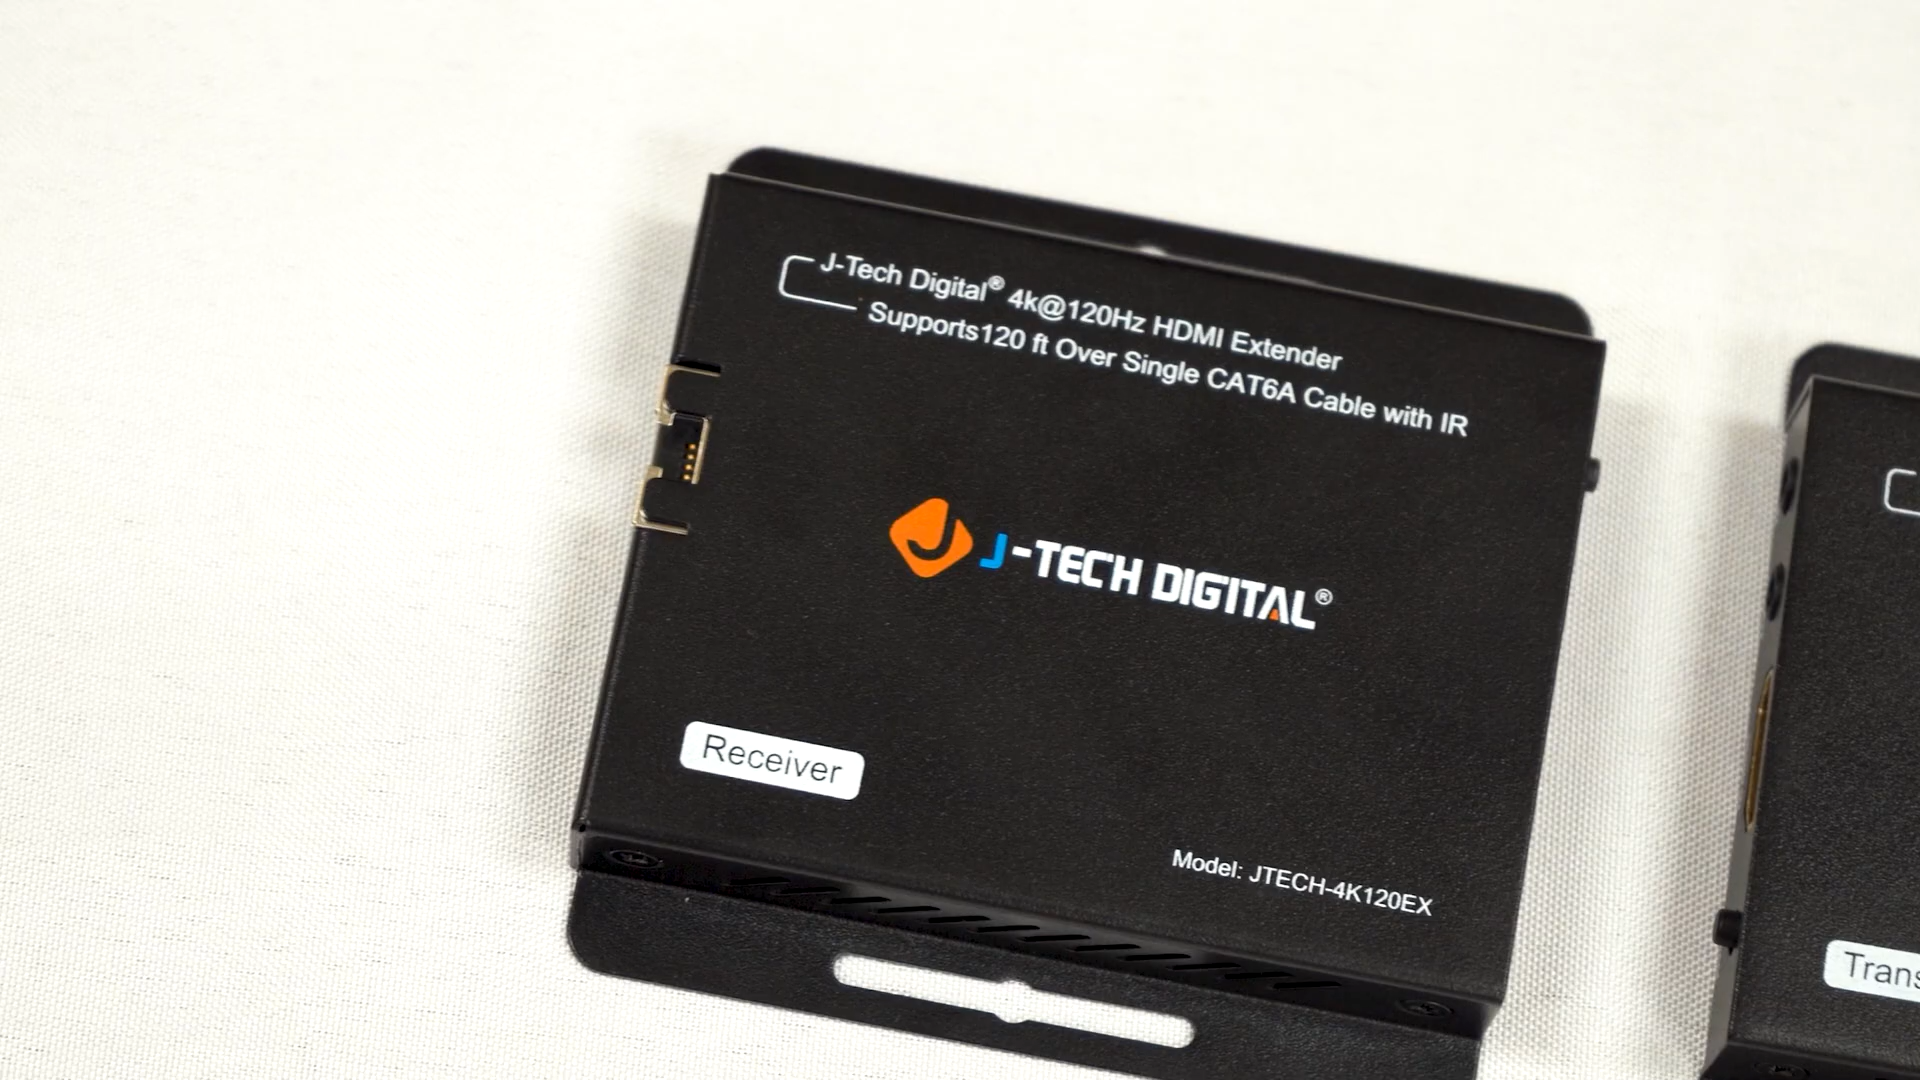 J-Tech Digital® 4k@120Hz HDMI Extender
Supports120 ft Over Single CAT6A Cable with IR
J-TECH DIGITAL®
Receiver
Model: JTECH-4K120EX
Trans